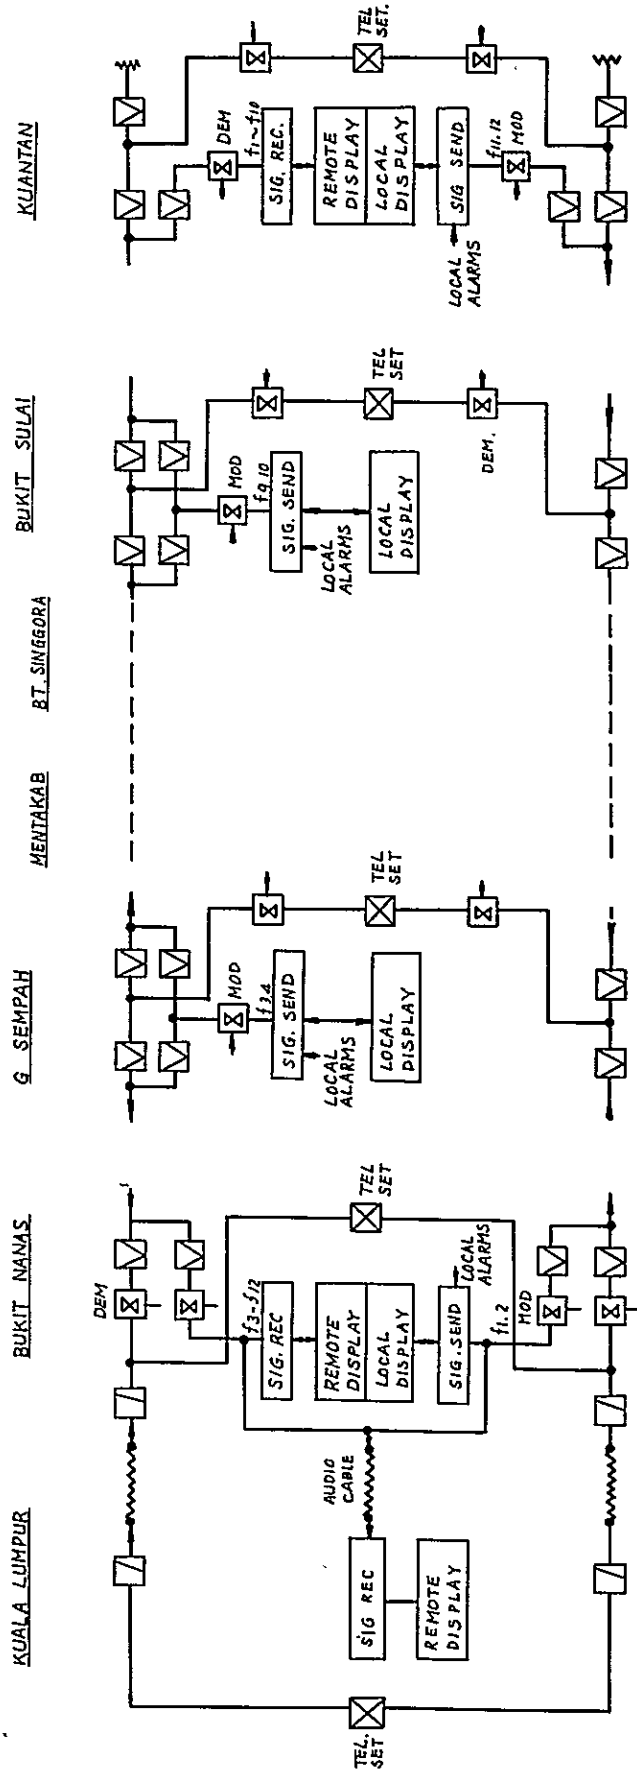 KUALA LUMPUR
TEL.
SET
SIG REC
REMOTE
DISPLAY
AUDIO
CABLE
BUKIT NANAS
DEM
f3-f12
SIG. REC
REMOTE
DISPLAY
LOCAL
DISPLAY
SIG. SEND
LOCAL
ALARMS
f1.2
MOD
TEL
SET
G SEMPAH
MOD
f3,4
SIG. SEND
LOCAL
ALARMS
LOCAL
DISPLAY
TEL
SET
MENTAKAB
BT. SINGGORA
BUKIT SULAI
MOD
f9.10
SIG. SEND
LOCAL
ALARMS
LOCAL
DISPLAY
TEL
SET
DEM.
KUANTAN
DEM
f1~f10
SIG. REC.
REMOTE
DISPLAY
LOCAL
DISPLAY
SIG SEND
LOCAL
ALARMS
f11.12
MOD
TEL
SET.